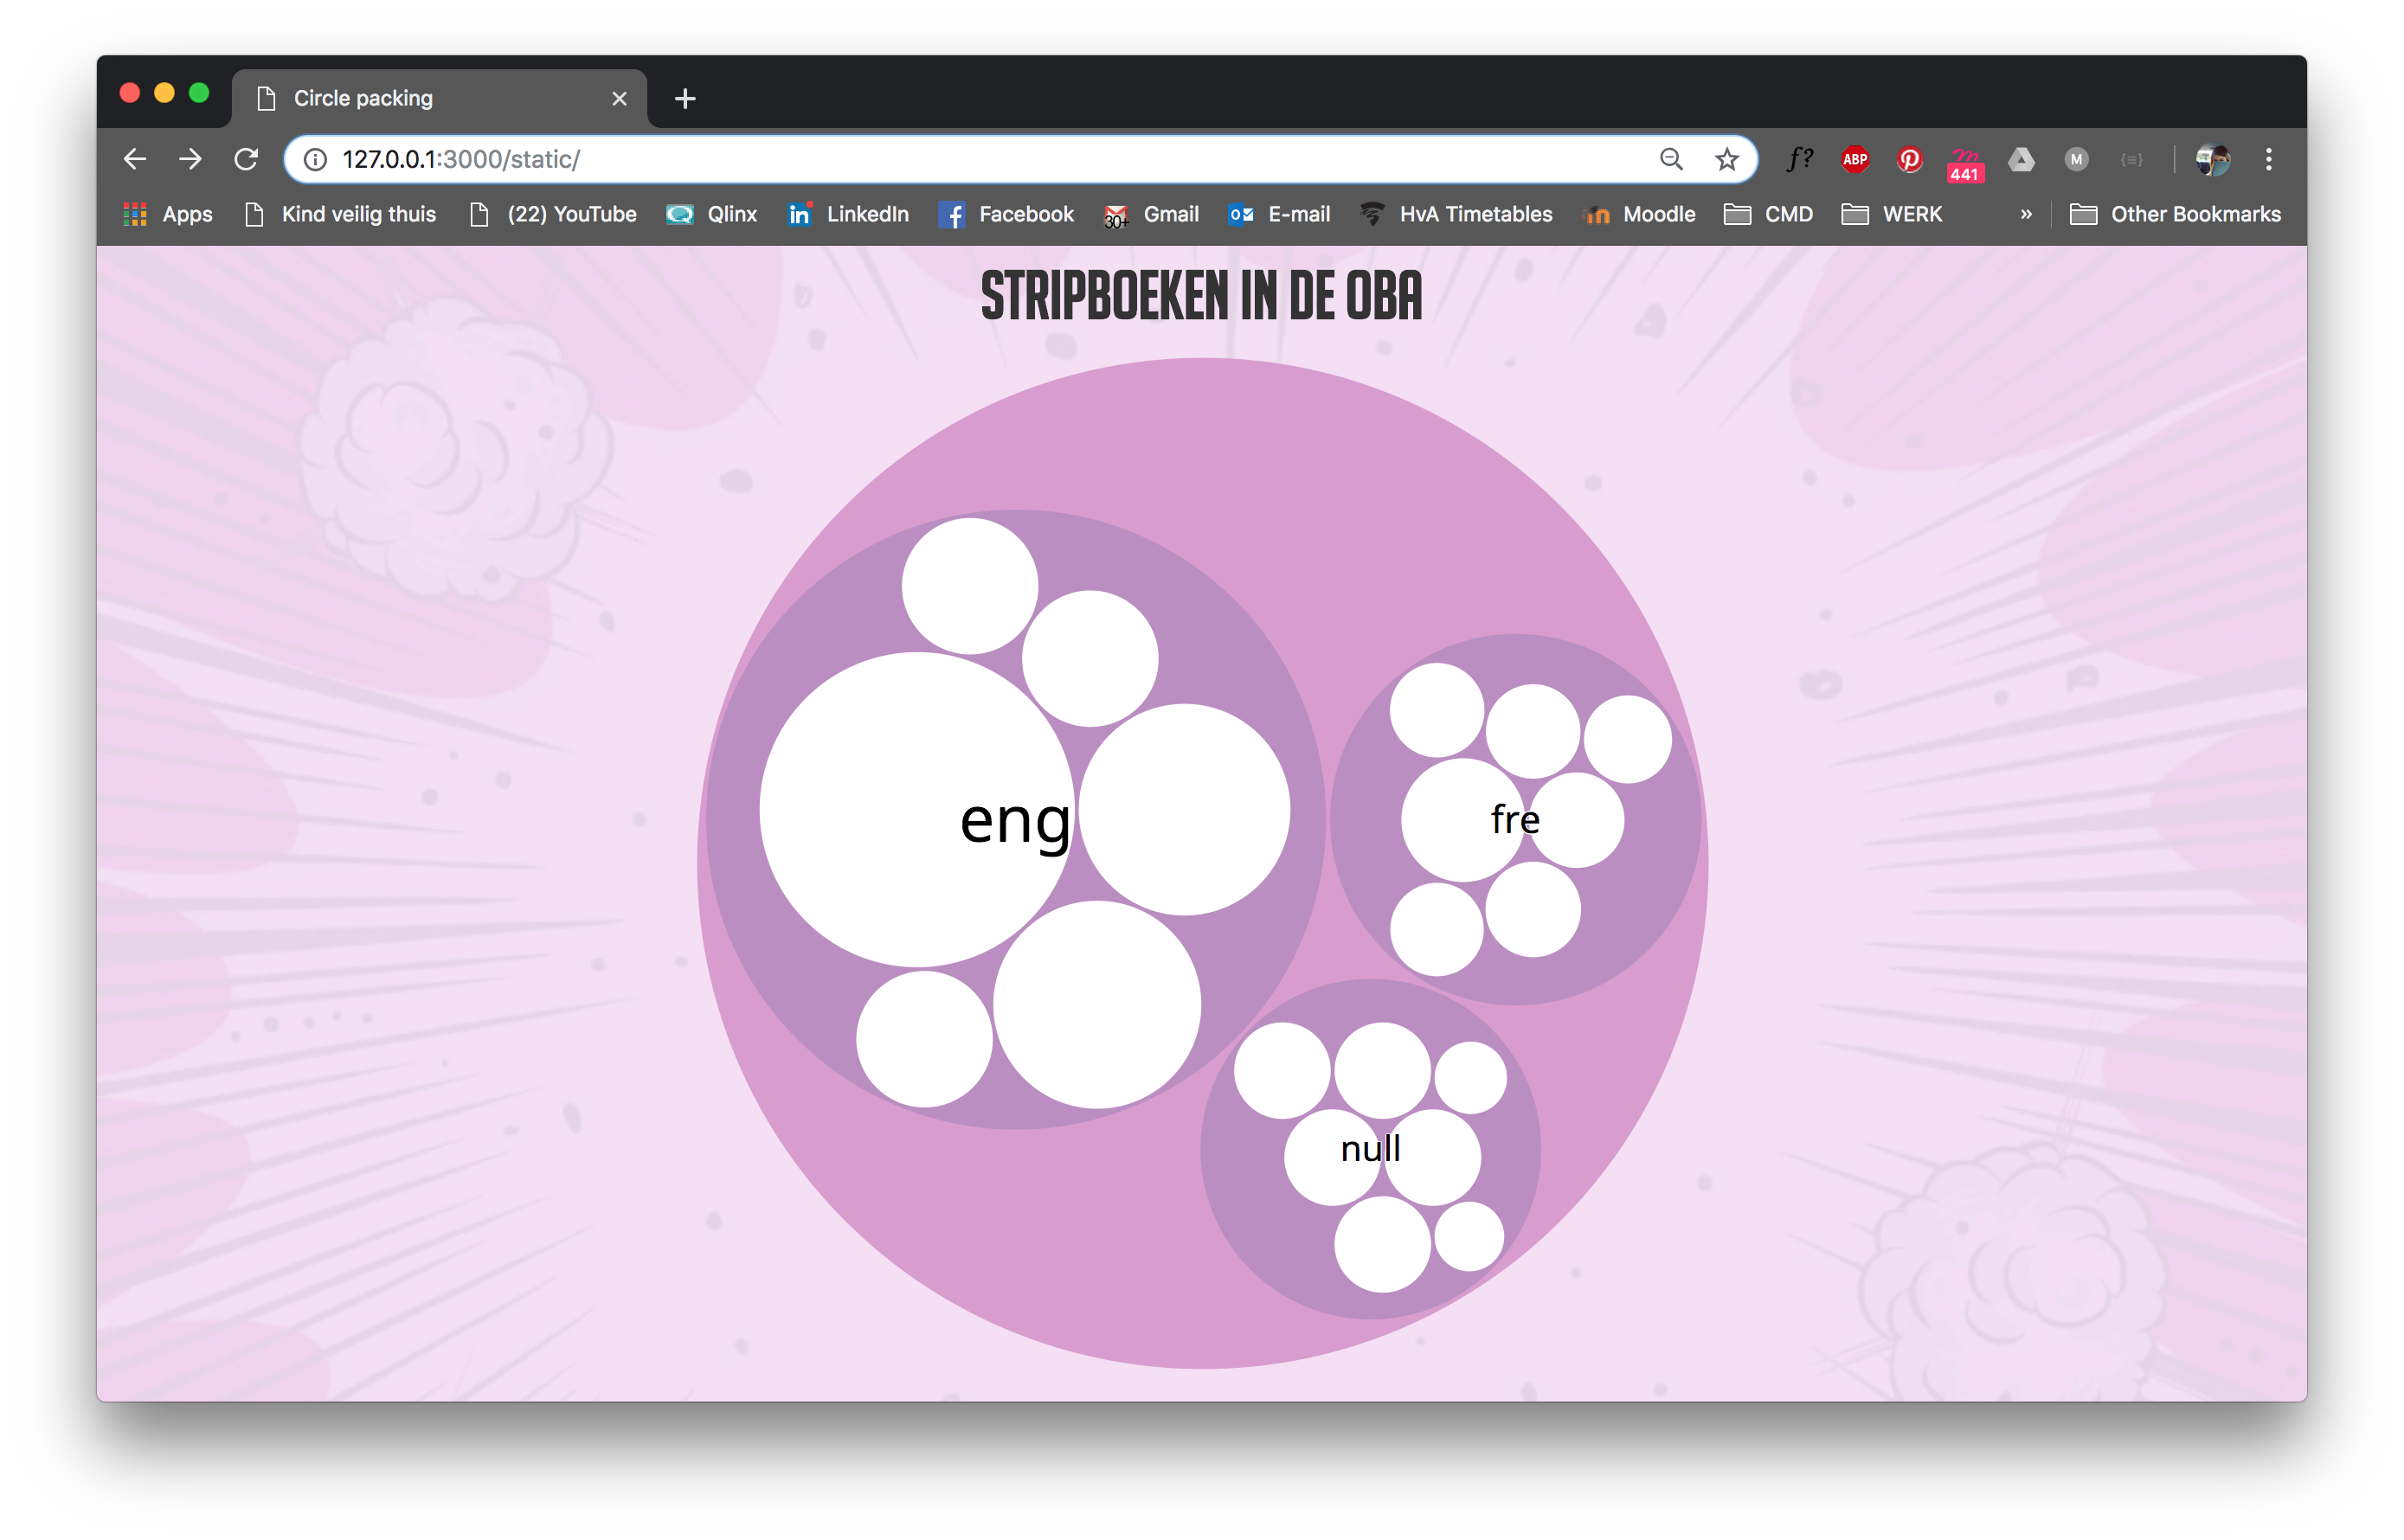 Circle packing
127.0.0.1:3000/static/
f? ABP M 441
Apps Kind veilig thuis (22) YouTube Qlinx LinkedIn Facebook 30+ Gmail E-mail HvA Timetables Moodle CMD WERK » Other Bookmarks
STRIPBOEKEN IN DE OBA
eng
fre
null